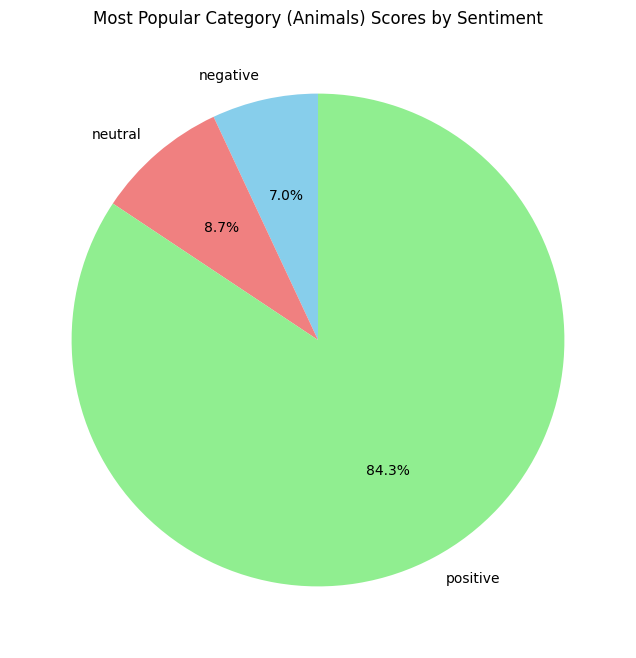 Most Popular Category (Animals) Scores by Sentiment
negative
neutral
7.0%
8.7%
84.3%
positive